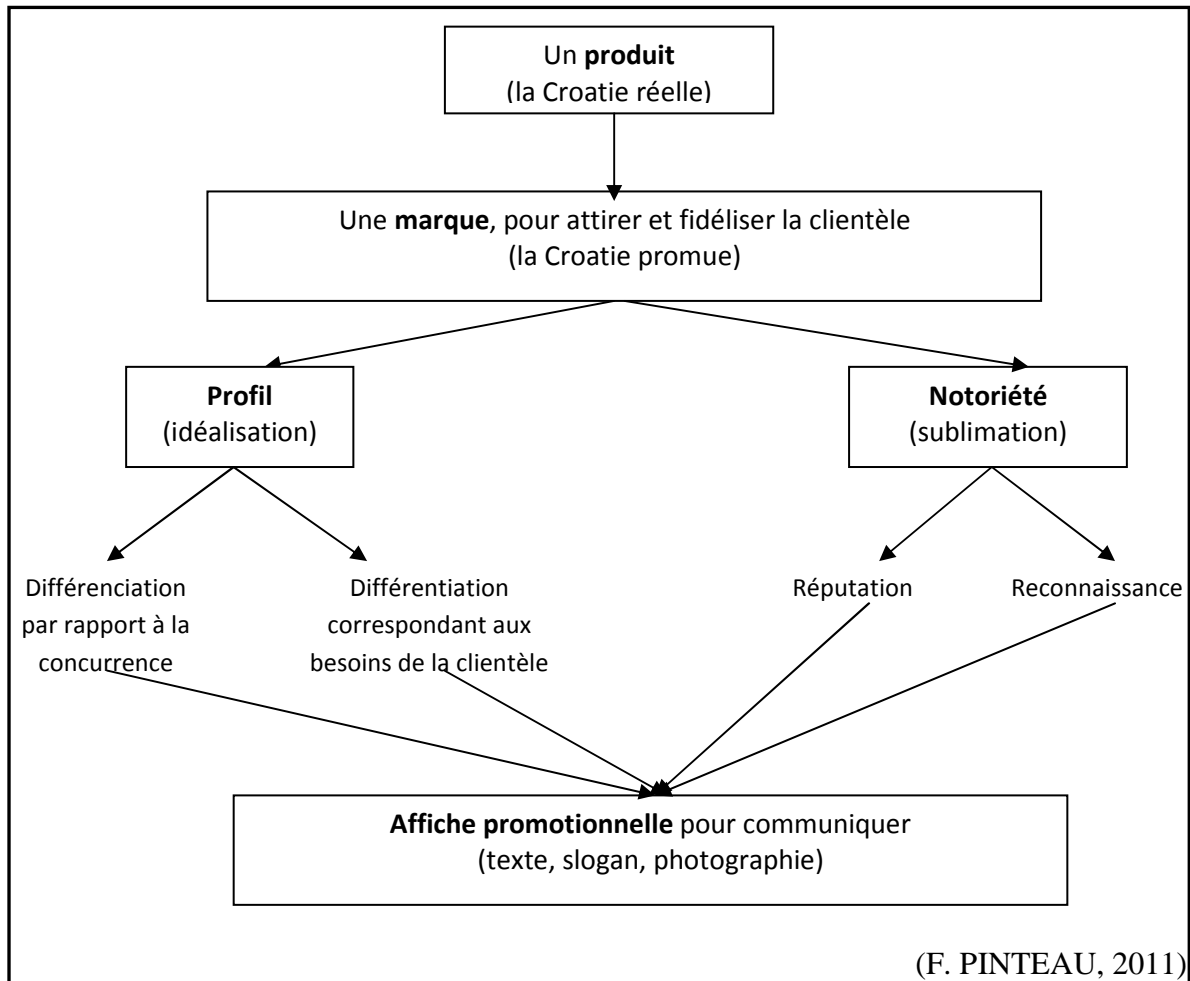 Un produit
(la Croatie réelle)
Une marque, pour attirer et fidéliser la clientèle
(la Croatie promue)
Profil
(idéalisation)
Notoriété
(sublimation)
Différenciation
par rapport à la
concurrence
Différentiation
correspondant aux
besoins de la clientèle
Réputation
Reconnaissance
Affiche promotionnelle pour communiquer
(texte, slogan, photographie)
(F. PINTEAU, 2011)